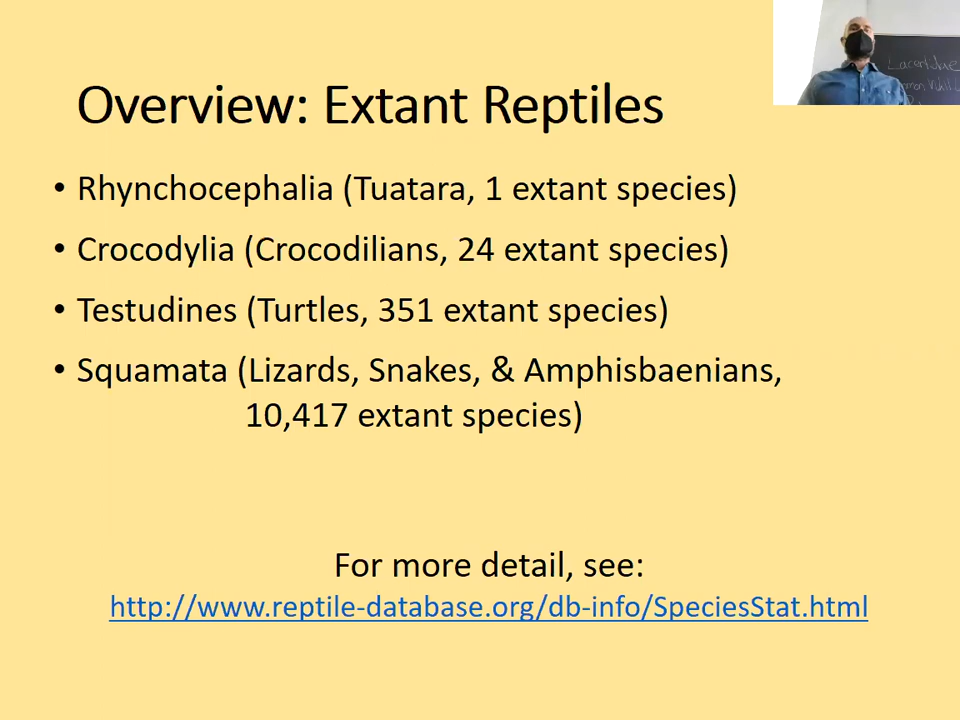 Overview: Extant Reptiles
• Rhynchocephalia (Tuatara, 1 extant species)
• Crocodylia (Crocodilians, 24 extant species)
• Testudines (Turtles, 351 extant species)
• Squamata (Lizards, Snakes, & Amphisbaenians,
10,417 extant species)
For more detail, see:
http://www.reptile-database.org/db-info/SpeciesStat.html